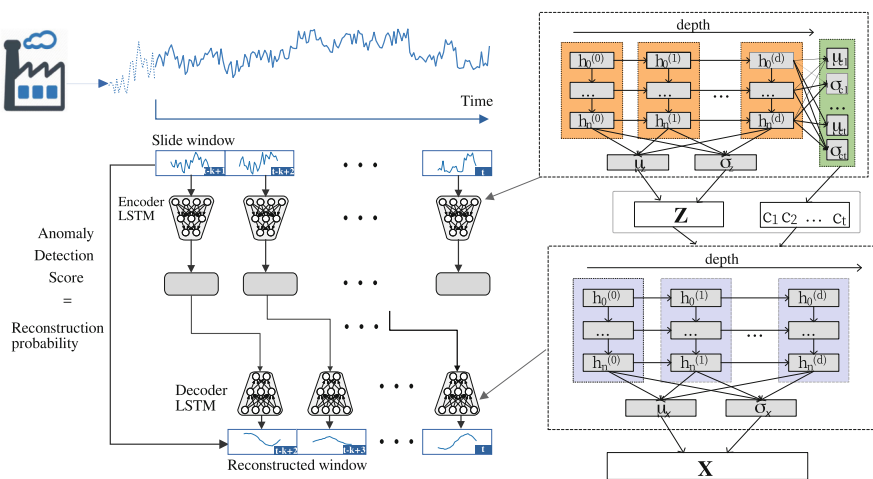 Time
Slide window
t-k+1
t-k+2
t
Encoder
LSTM
Anomaly
Detection
Score
=
Reconstruction
probability
Decoder
LSTM
t-k+2
t-k+3
t
Reconstructed window
depth
h₀⁽⁰⁾ h₀⁽¹⁾ h₀⁽ᵈ⁾
... ... ... ...
hₙ⁽⁰⁾ hₙ⁽¹⁾ hₙ⁽ᵈ⁾
μc1
σc1
...
μct
σct
μz σz
Z
c₁ c₂ ... cₜ
depth
h₀⁽⁰⁾ h₀⁽¹⁾ h₀⁽ᵈ⁾
... ... ... ...
hₙ⁽⁰⁾ hₙ⁽¹⁾ hₙ⁽ᵈ⁾
μₓ σₓ
X